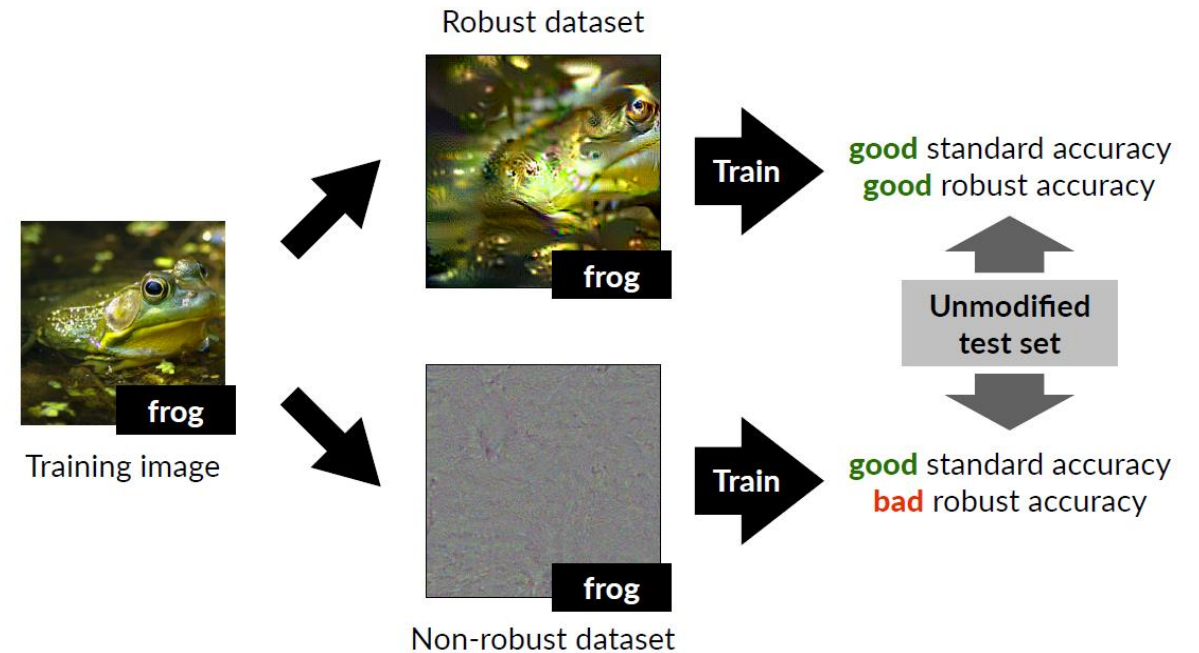 Robust dataset
frog
Train
good standard accuracy
good robust accuracy
frog
Training image
Unmodified
test set
frog
Non-robust dataset
Train
good standard accuracy
bad robust accuracy